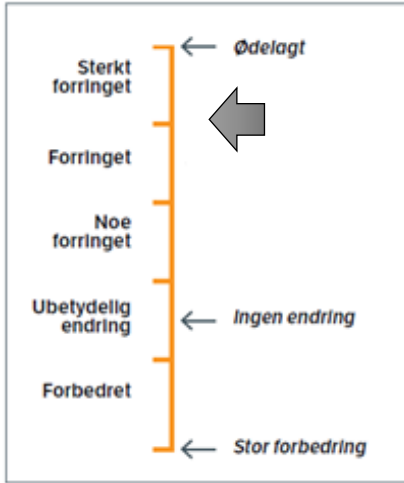 Ødelagt
Sterkt
forringet
Forringet
Noe
forringet
Ubetydelig
endring
Ingen endring
Forbedret
Stor forbedring